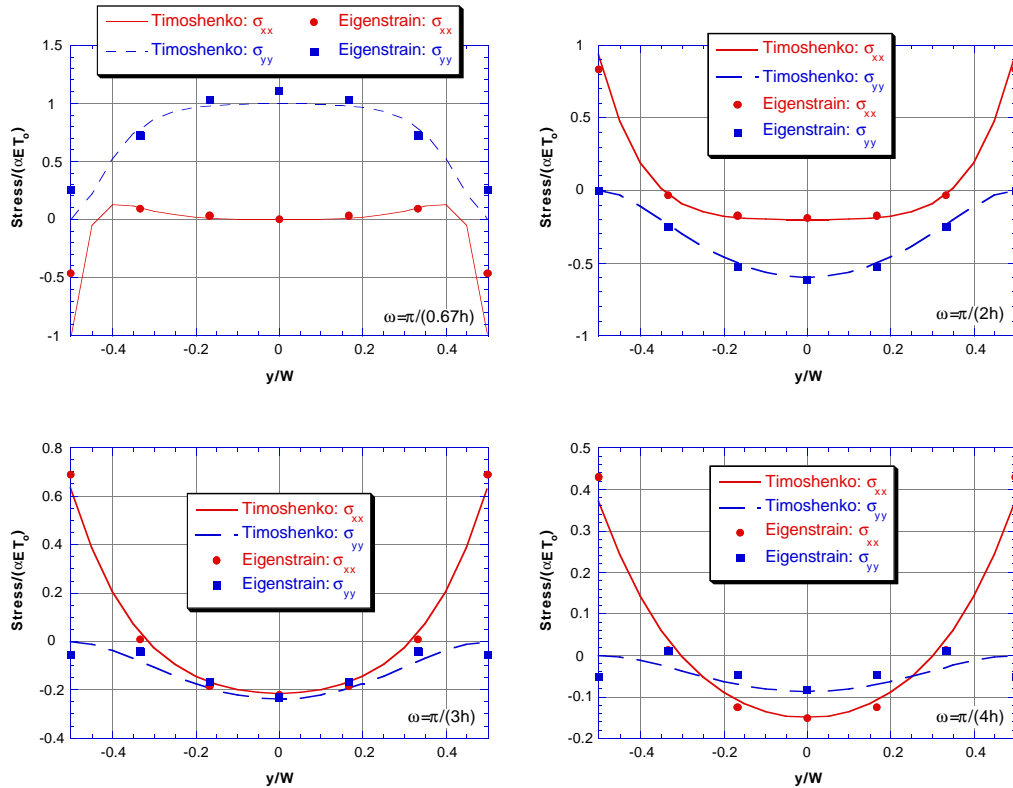 Timoshenko: σxx
Eigenstrain: σxx
Timoshenko: σyy
Eigenstrain: σyy
1.5
1
0.5
0
-0.5
-1
Stress/(αETo)
-0.4
-0.2
0
0.2
0.4
y/W
ω=π/(0.67h)
Timoshenko: σxx
Timoshenko: σyy
Eigenstrain: σxx
Eigenstrain: σyy
1
0.5
0
-0.5
-1
Stress/(αETo)
-0.4
-0.2
0
0.2
0.4
y/W
ω=π/(2h)
Timoshenko: σxx
Timoshenko: σyy
Eigenstrain: σxx
Eigenstrain: σyy
0.8
0.6
0.4
0.2
0
-0.2
-0.4
Stress/(αETo)
-0.4
-0.2
0
0.2
0.4
y/W
ω=π/(3h)
Timoshenko: σxx
Timoshenko: σyy
Eigenstrain: σxx
Eigenstrain: σyy
0.5
0.4
0.3
0.2
0.1
0
-0.1
-0.2
Stress/(αETo)
-0.4
-0.2
0
0.2
0.4
y/W
ω=π/(4h)